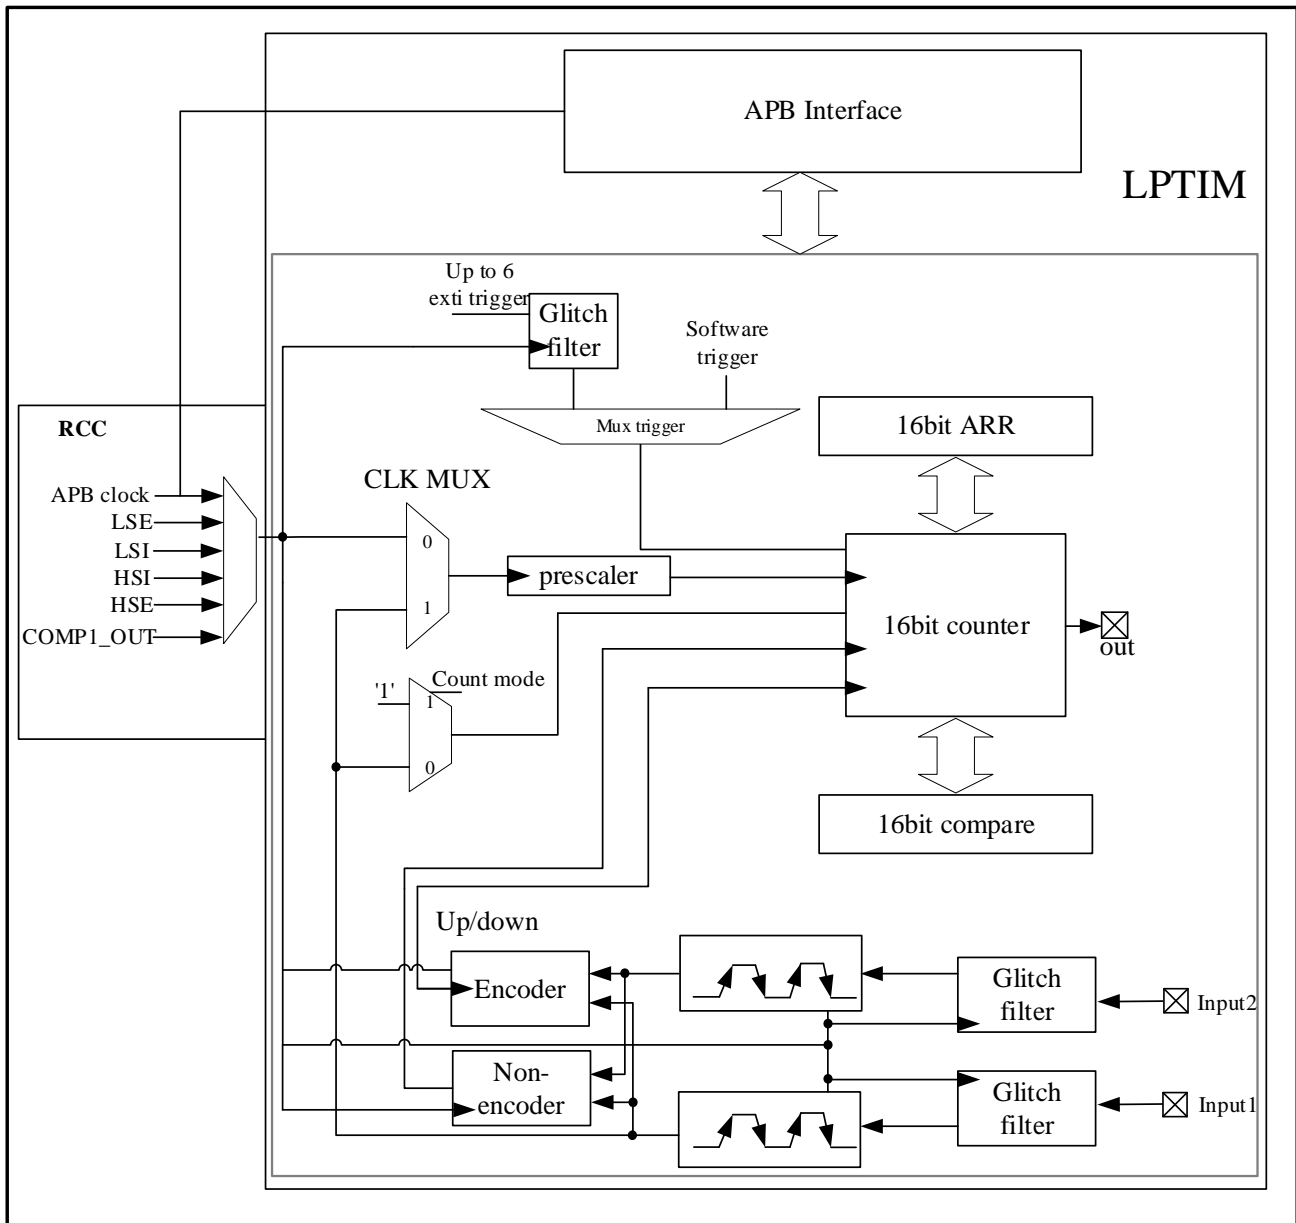 APB Interface
LPTIM
Up to 6
exti trigger
Glitch
filter
Software
trigger
Mux trigger
16bit ARR
RCC
CLK MUX
APB clock
LSE
LSI
HSI
HSE
COMP1_OUT
0
1
prescaler
16bit counter
out
'1'
Count mode
1
0
16bit compare
Up/down
Encoder
Glitch
filter
Input2
Non-
encoder
Glitch
filter
Input1